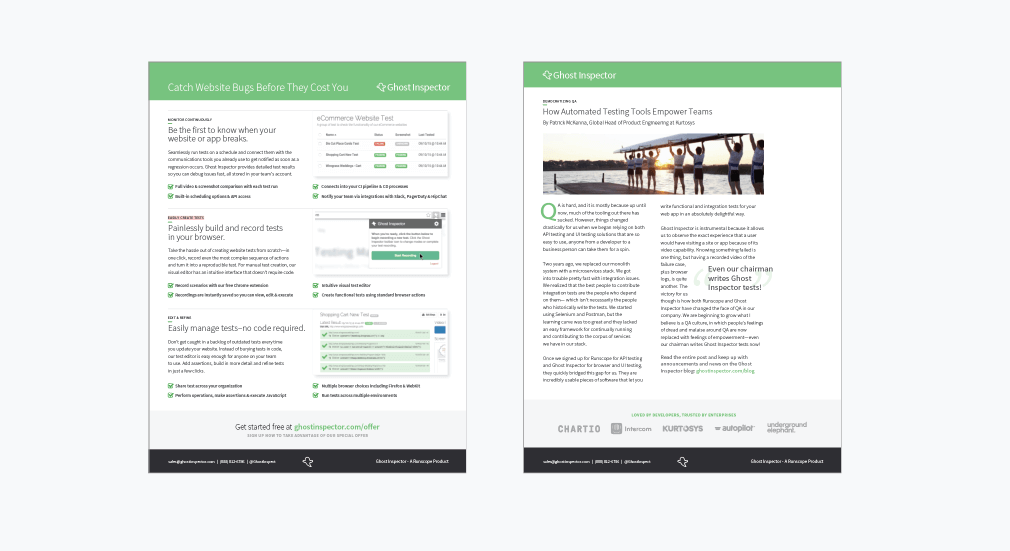 Catch Website Bugs Before They Cost You
Ghost Inspector
MONITOR CONTINUOUSLY
Be the first to know when your
website or app breaks.
Seamlessly run tests on a schedule and connect them with the
communications tools you already use to get notified as soon as a
regression occurs. Ghost Inspector provides detailed test results
so you can debug issues fast, all stored in your team's account.
Full video & screenshot comparison with each test run
Built-in scheduling options & API access
eCommerce Website Test
Name
Status
Screenshot
Last Tested
Connects into your CI pipeline & CD processes
Notify your team via integrations with Slack, PagerDuty & HipChat
EASILY CREATE TESTS
Painlessly build and record tests
in your browser.
Take the hassle out of creating website tests from scratch—in
one click, record even the most complex sequence of actions
and turn it into a reproducible test. For manual test creation, our
visual editor has an intuitive interface that doesn't require code.
Record scenarios with our free Chrome extension
Recordings are instantly saved so you can view, edit & execute
Ghost Inspector
Start Recording
Testing Ma
Intuitive visual text editor
Create functional tests using standard browser actions
EDIT & REFINE
Easily manage tests–no code required.
Don't get caught in a backlog of outdated tests every time
you update your website. Instead of burying tests in code,
our test editor is easy enough for anyone on your team
to use. Add assertions, build in more detail and refine tests
in just a few clicks.
Share test across your organization
Perform operations, make assertions & execute JavaScript
Shopping Cart New Test
Multiple browser choices including Firefox & WebKit
Run tests across multiple environments
Get started free at ghostinspector.com/offer
SIGN UP NOW TO TAKE ADVANTAGE OF OUR SPECIAL OFFER
Ghost Inspector - A Runscope Product
Ghost Inspector
DEMOCRATIZING QA
How Automated Testing Tools Empower Teams
By Patrick McKenna, Global Head of Product Engineering at Kurtosys
QA is hard, and it is mostly because up until
now, much of the tooling out there has
sucked. However, things changed
drastically for us when we began relying on both
API testing and UI testing solutions that are so
easy to use, anyone from a developer to a
business person can take them for a spin.
Two years ago, we replaced our monolith
system with a microservices stack. We got
into trouble pretty fast with integration issues.
We realized that the best people to contribute
integration tests are the people who depend
on them— which isn't necessarily the people
who historically write the tests. We started
using Selenium and Postman, but the
learning curve was too great and they lacked
an easy framework for continually running
and contributing to the corpus of services
we have in our stack.
Once we signed up for Runscope for API testing
and Ghost Inspector for browser and UI testing,
they quickly bridged this gap for us. They are
incredibly usable pieces of software that let you
write functional and integration tests for your
web app in an absolutely delightful way.
Ghost Inspector is instrumental because it allows
us to observe the exact experience that a user
would have visiting a site or app because of its
video capability. Knowing something failed is
one thing, but having a recorded video of the
failure case,
plus browser
logs, is quite
another. The
victory for us
though is how both Runscope and Ghost
Inspector have changed the face of QA in our
company. We are beginning to grow what I
believe is a QA culture, in which people's feelings
of dread and malaise around QA are now
replaced with feelings of empowerment—even
our chairman writes Ghost Inspector tests now!
Even our chairman
writes Ghost
Inspector tests!
Read the entire post and keep up with
announcements and news on the Ghost
Inspector blog: ghostinspector.com/blog
LOVED BY DEVELOPERS, TRUSTED BY ENTERPRISES
CHARTIO
Intercom
KURTOSYS
autopilot
underground
elephant.
Ghost Inspector - A Runscope Product